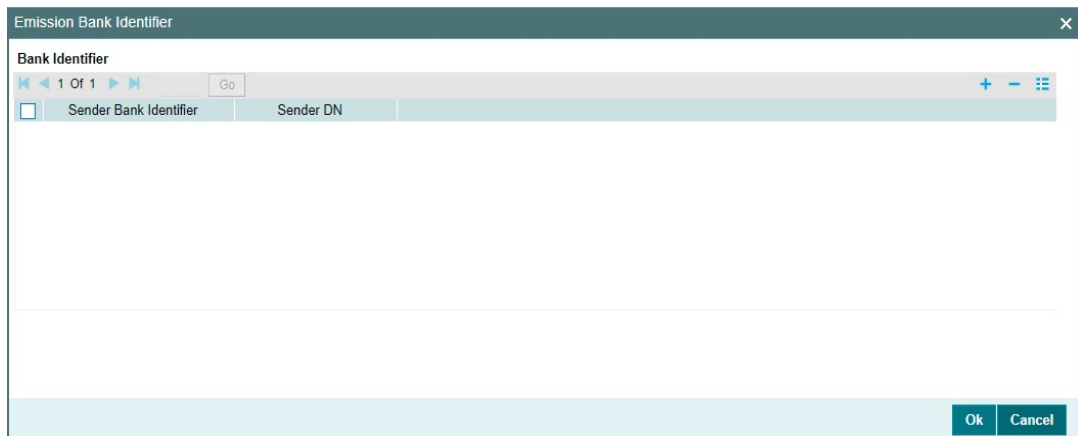 Emission Bank Identifier
Bank Identifier
1 Of 1 Go
Sender Bank Identifier Sender DN
Ok Cancel